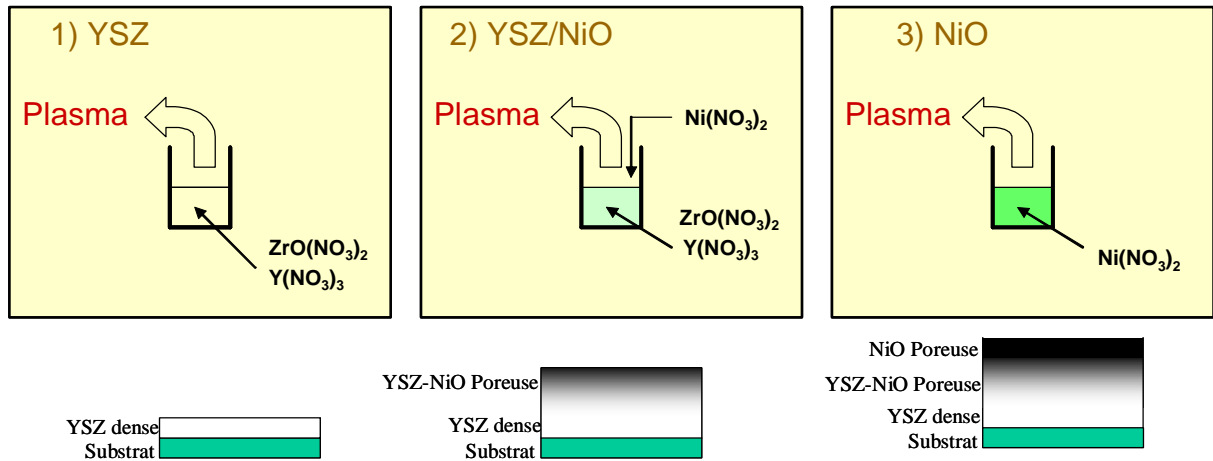 1) YSZ
Plasma
ZrO(NO₃)₂
Y(NO₃)₃
2) YSZ/NiO
Plasma
Ni(NO₃)₂
ZrO(NO₃)₂
Y(NO₃)₃
3) NiO
Plasma
Ni(NO₃)₂
YSZ dense
Substrat
YSZ-NiO Poreuse
YSZ dense
Substrat
NiO Poreuse
YSZ-NiO Poreuse
YSZ dense
Substrat